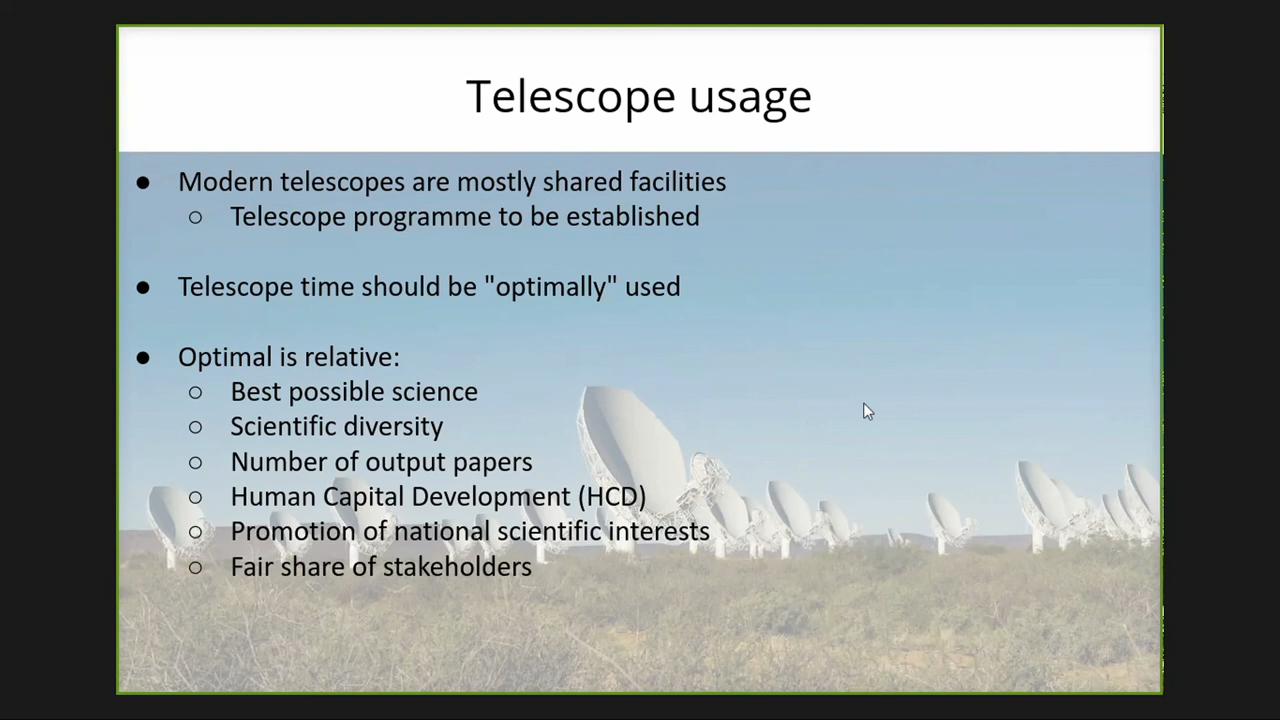 Telescope usage
● Modern telescopes are mostly shared facilities
○ Telescope programme to be established
● Telescope time should be "optimally" used
● Optimal is relative:
○ Best possible science
○ Scientific diversity
○ Number of output papers
○ Human Capital Development (HCD)
○ Promotion of national scientific interests
○ Fair share of stakeholders